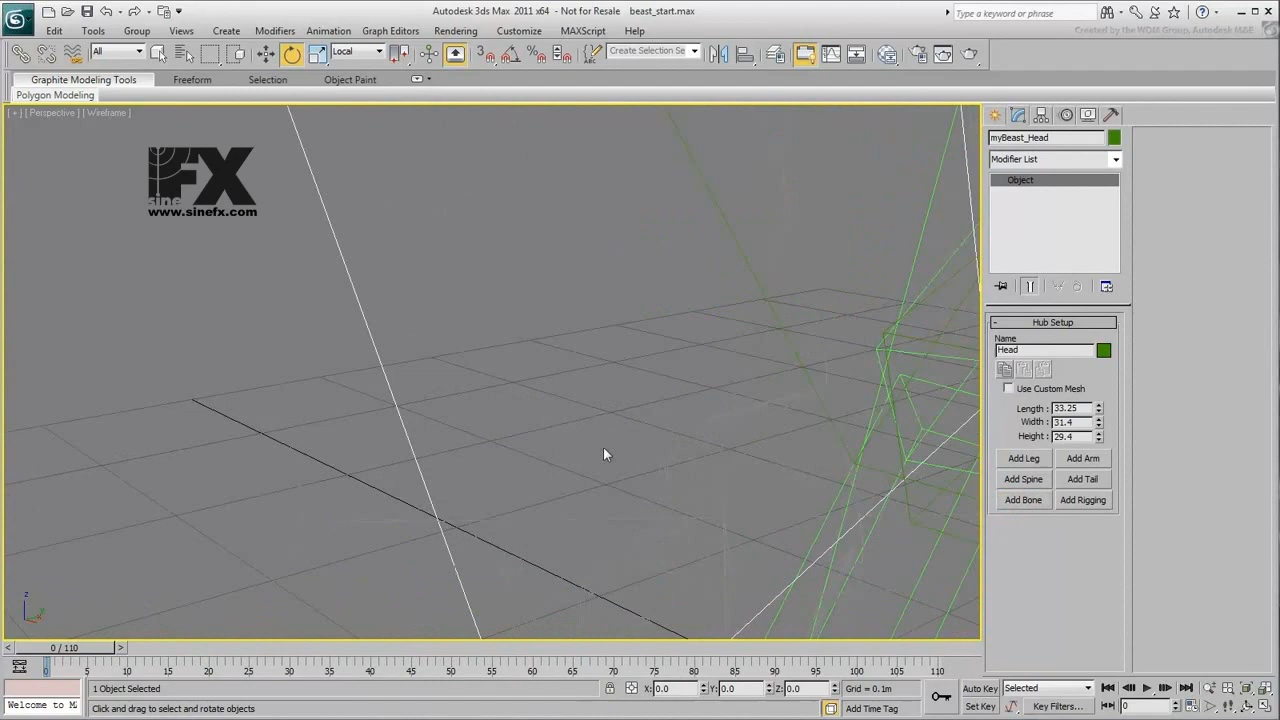 Autodesk 3ds Max 2011 x64 - Not for Resale beast_start.max
Type a keyword or phrase
Edit Tools Group Views Create Modifiers Animation Graph Editors Rendering Customize MAXScript Help
Created by the WDM Group, Autodesk M&E
All
Local
3
Create Selection Se
Graphite Modeling Tools Freeform Selection Object Paint
Polygon Modeling
[ + ] [ Perspective ] [ Wireframe ]
sine FX
www.sinefx.com
myBeast_Head
Modifier List
Object
Hub Setup
Name
Head
Use Custom Mesh
Length : 33.25
Width : 31.4
Height : 29.4
Add Leg Add Arm
Add Spine Add Tail
Add Bone Add Rigging
z
0 / 110
0 5 10 15 20 25 30 35 40 45 50 55 60 65 70 75 80 85 90 95 100 105 110
1 Object Selected
X: 0.0 Y: 0.0 Z: 0.0
Grid = 0.1m
Auto Key Selected
Welcome to M
Click and drag to select and rotate objects
Add Time Tag
Set Key Key Filters...
0